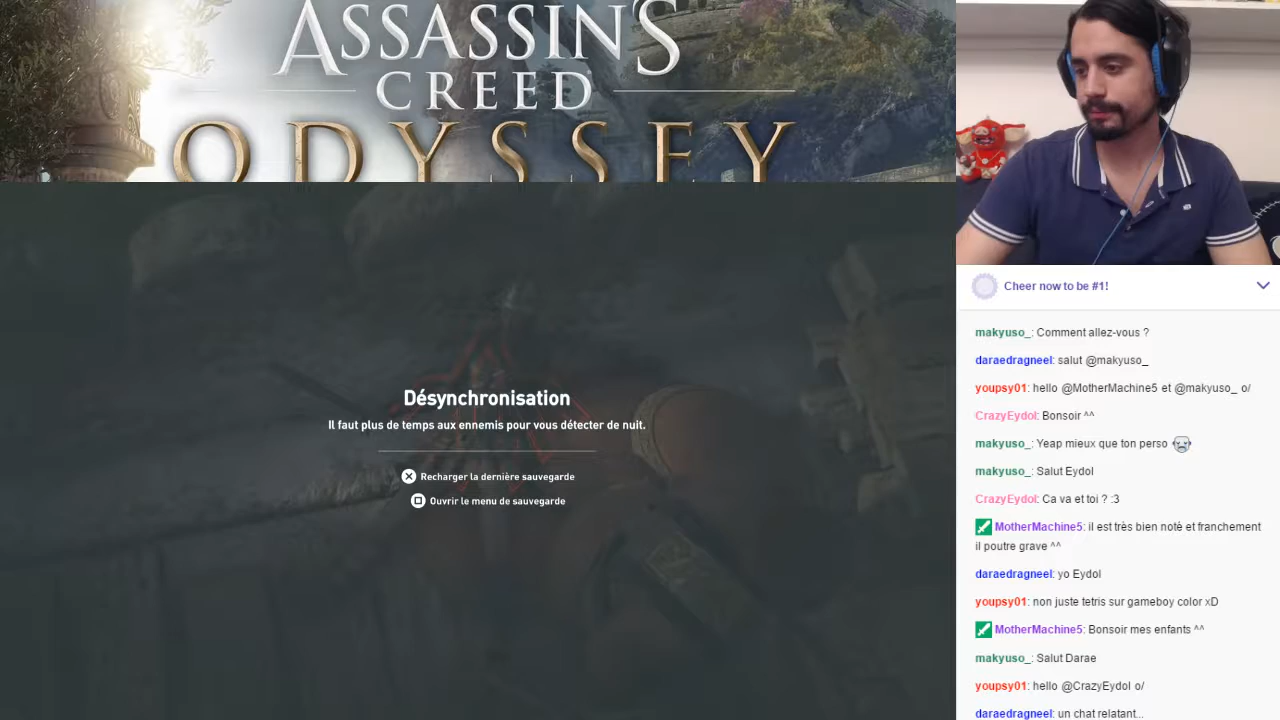 ASSASSIN'S
CREED
ODYSSEY
Désynchronisation
Il faut plus de temps aux ennemis pour vous détecter de nuit.
Recharger la dernière sauvegarde
Ouvrir le menu de sauvegarde
Cheer now to be #1!
makyuso_: Comment allez-vous ?
daraedragneel: salut @makyuso_
youpsy01: hello @MotherMachine5 et @makyuso_ o/
CrazyEydol: Bonsoir ^^
makyuso_: Yeap mieux que ton perso
makyuso_: Salut Eydol
CrazyEydol: Ca va et toi ? :3
MotherMachine5: il est très bien noté et franchement
il poutre grave ^^
daraedragneel: yo Eydol
youpsy01: non juste tetris sur gameboy color xD
MotherMachine5: Bonsoir mes enfants ^^
makyuso_: Salut Darae
youpsy01: hello @CrazyEydol o/
daraedragneel: un chat relatant...